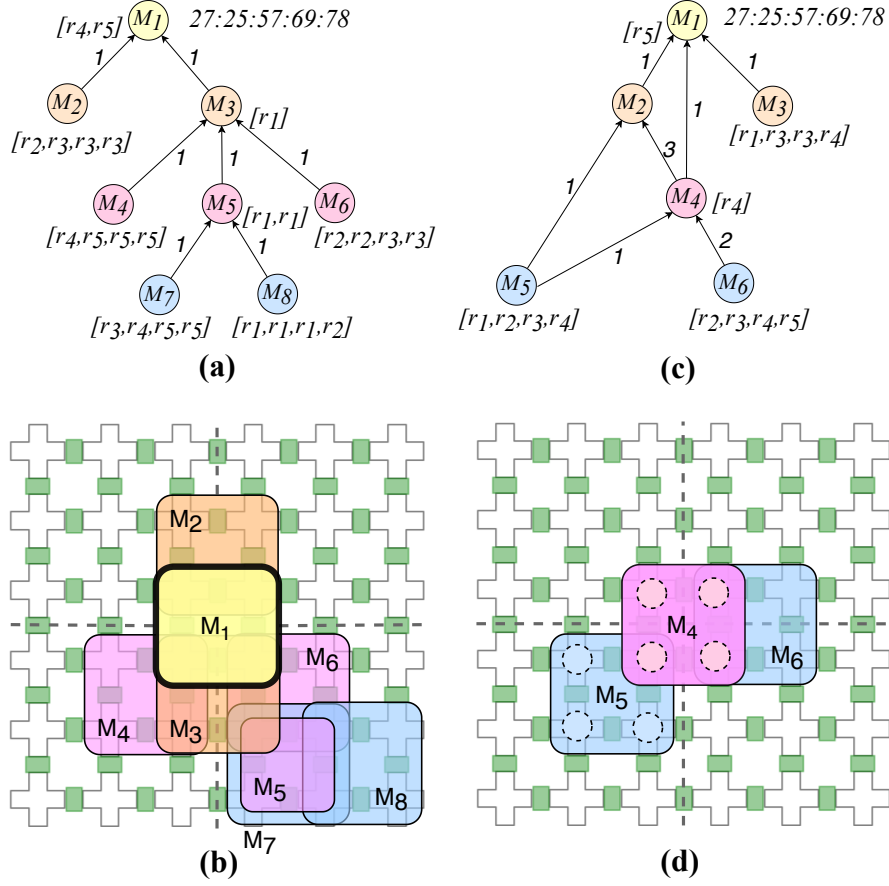 M1 27:25:57:69:78
[r4,r5]
1 1
M2 M3
[r2,r3,r3,r3] [r1]
1 1 1
M4 M5 M6
[r4,r5,r5,r5] [r1,r1] [r2,r2,r3,r3]
1 1
M7 M8
[r3,r4,r5,r5] [r1,r1,r1,r2]
(a)
M1 27:25:57:69:78
[r5]
1 1 1
M2 M3
[r1,r3,r3,r4]
1 3
M4 [r4]
1 2
M5 M6
[r1,r2,r3,r4] [r2,r3,r4,r5]
(c)
M2
M1
M6
M4 M3
M5 M8
M7
(b)
M4
M6
M5
(d)